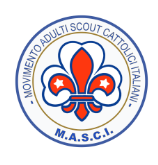 - MOVIMENTO ADULTI SCOUT CATTOLICI ITALIANI -
M.A.S.C.I.